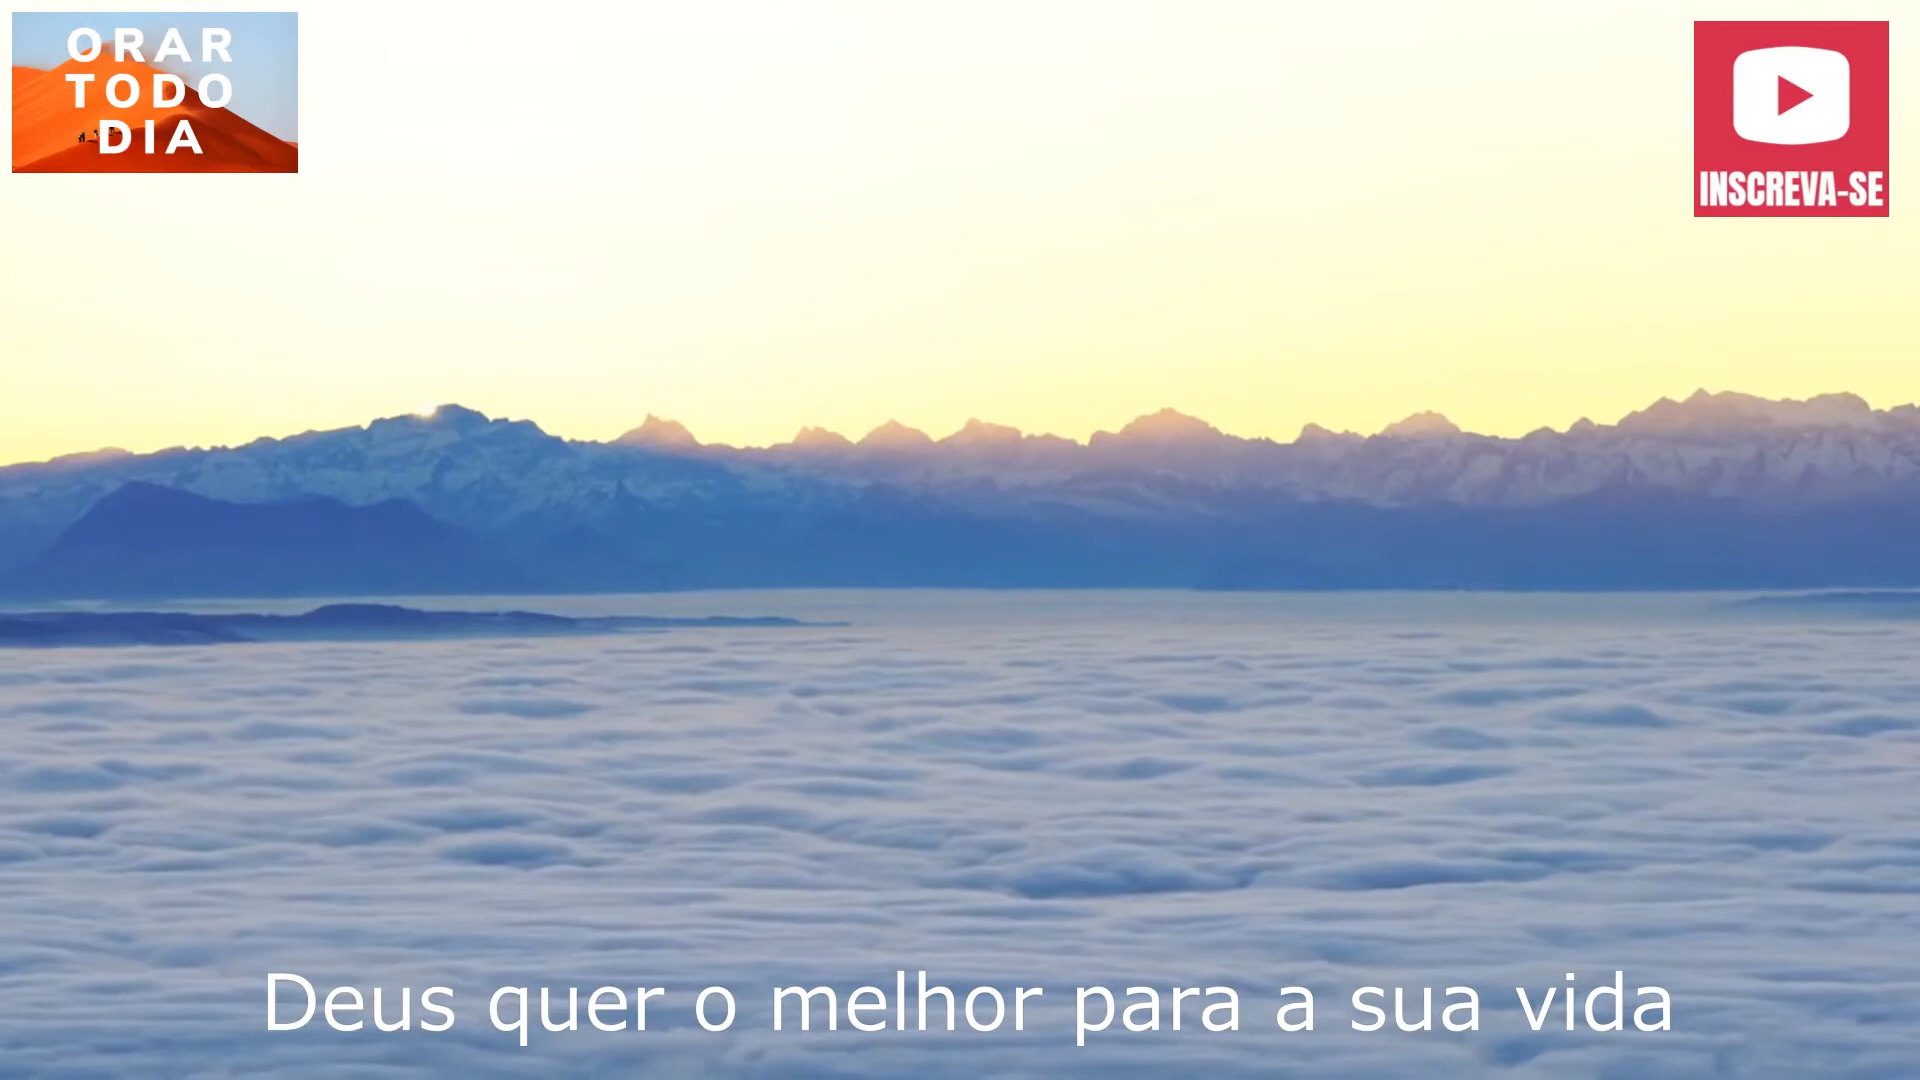 ORAR
TODO
DIA
INSCREVA-SE
Deus quer o melhor para a sua vida